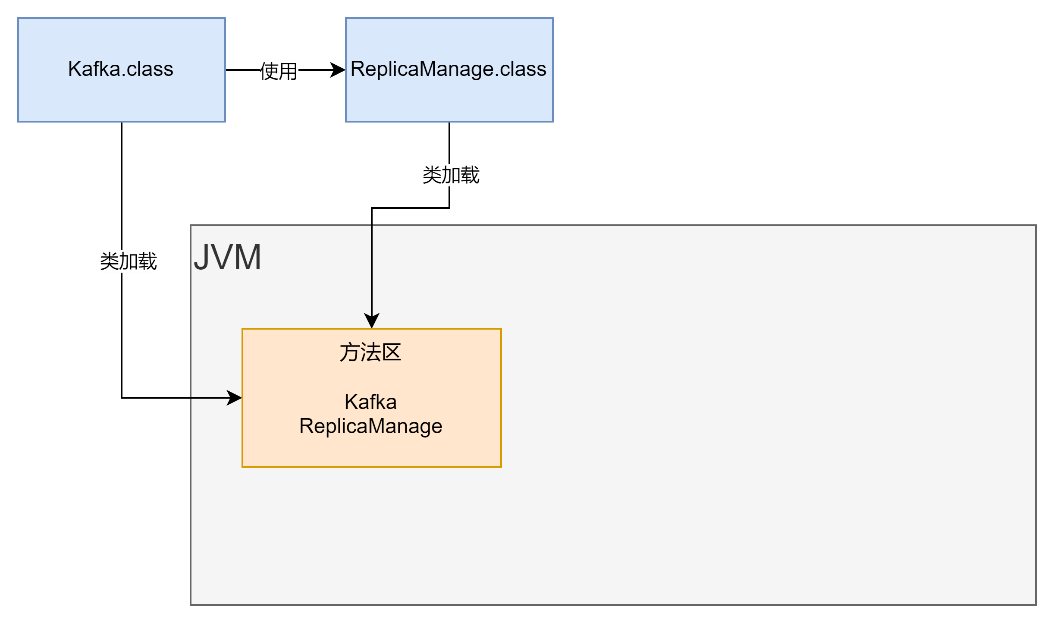 Kafka.class
使用
ReplicaManage.class
类加载
类加载
JVM
方法区
Kafka
ReplicaManage